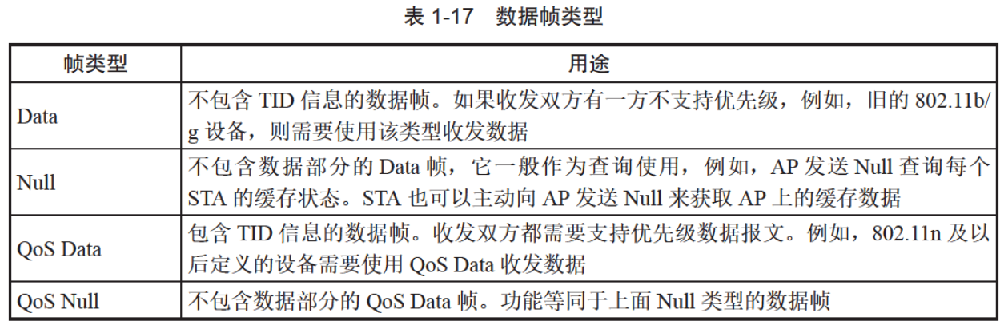 表 1-17 数据帧类型
帧类型
用途
Data
不包含 TID 信息的数据帧。如果收发双方有一方不支持优先级，例如，旧的 802.11b/
g 设备，则需要使用该类型收发数据
Null
不包含数据部分的 Data 帧，它一般作为查询使用，例如，AP 发送 Null 查询每个
STA 的缓存状态。STA 也可以主动向 AP 发送 Null 来获取 AP 上的缓存数据
QoS Data
包含 TID 信息的数据帧。收发双方都需要支持优先级数据报文。例如，802.11n 及以
后定义的设备需要使用 QoS Data 收发数据
QoS Null
不包含数据部分的 QoS Data 帧。功能等同于上面 Null 类型的数据帧